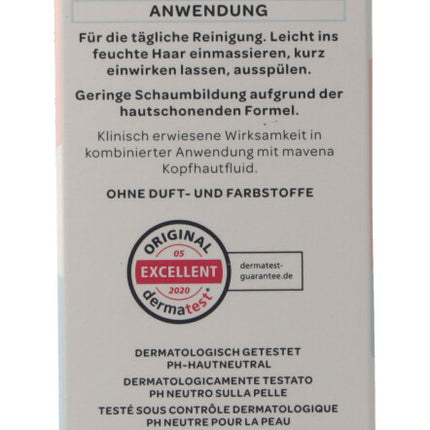 ANWENDUNG
Für die tägliche Reinigung. Leicht ins
feuchte Haar einmassieren, kurz
einwirken lassen, ausspülen.
Geringe Schaumbildung aufgrund der
hautschonenden Formel.
Klinisch erwiesene Wirksamkeit in
kombinierter Anwendung mit mavena
Kopfhautfluid.
OHNE DUFT- UND FARBSTOFFE
ORIGINAL
05
EXCELLENT
2020
dermatest®
dermatest-
guarantee.de
DERMATOLOGISCH GETESTET
PH-HAUTNEUTRAL
DERMATOLOGICAMENTE TESTATO
PH NEUTRO SULLA PELLE
TESTÉ SOUS CONTRÔLE DERMATOLOGIQUE
PH NEUTRE POUR LA PEAU